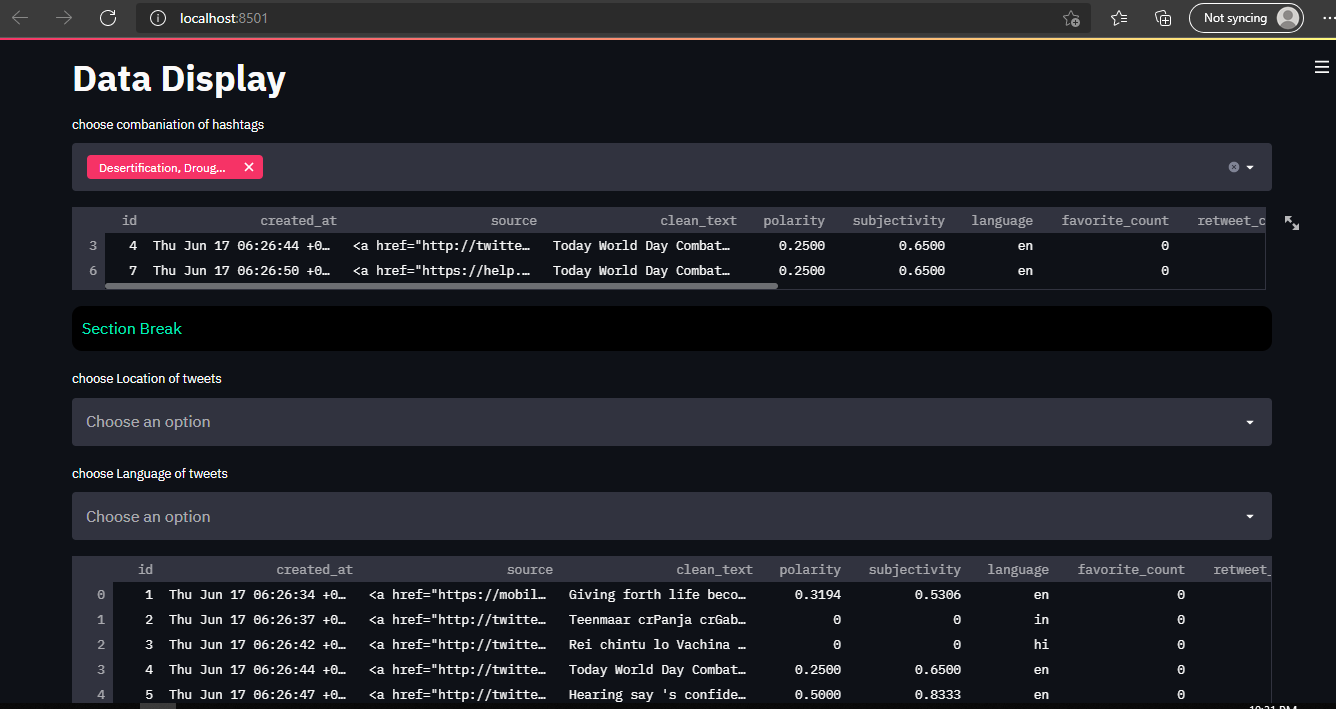 localhost:8501
Not syncing
Data Display
choose combaniation of hashtags
Desertification, Droug...
id created_at source clean_text polarity subjectivity language favorite_count retweet_c
3 4 Thu Jun 17 06:26:44 +0… <a href="http://twitte… Today World Day Combat… 0.2500 0.6500 en 0
6 7 Thu Jun 17 06:26:50 +0… <a href="https://help.… Today World Day Combat… 0.2500 0.6500 en 0
Section Break
choose Location of tweets
Choose an option
choose Language of tweets
Choose an option
id created_at source clean_text polarity subjectivity language favorite_count retweet_
0 1 Thu Jun 17 06:26:34 +0… <a href="https://mobil… Giving forth life beco… 0.3194 0.5306 en 0
1 2 Thu Jun 17 06:26:37 +0… <a href="http://twitte… Teenmaar crPanja crGab… 0 0 in 0
2 3 Thu Jun 17 06:26:42 +0… <a href="http://twitte… Rei chintu lo Vachina … 0 0 hi 0
3 4 Thu Jun 17 06:26:44 +0… <a href="http://twitte… Today World Day Combat… 0.2500 0.6500 en 0
4 5 Thu Jun 17 06:26:47 +0… <a href="http://twitte… Hearing say 's confide… 0.5000 0.8333 en 0